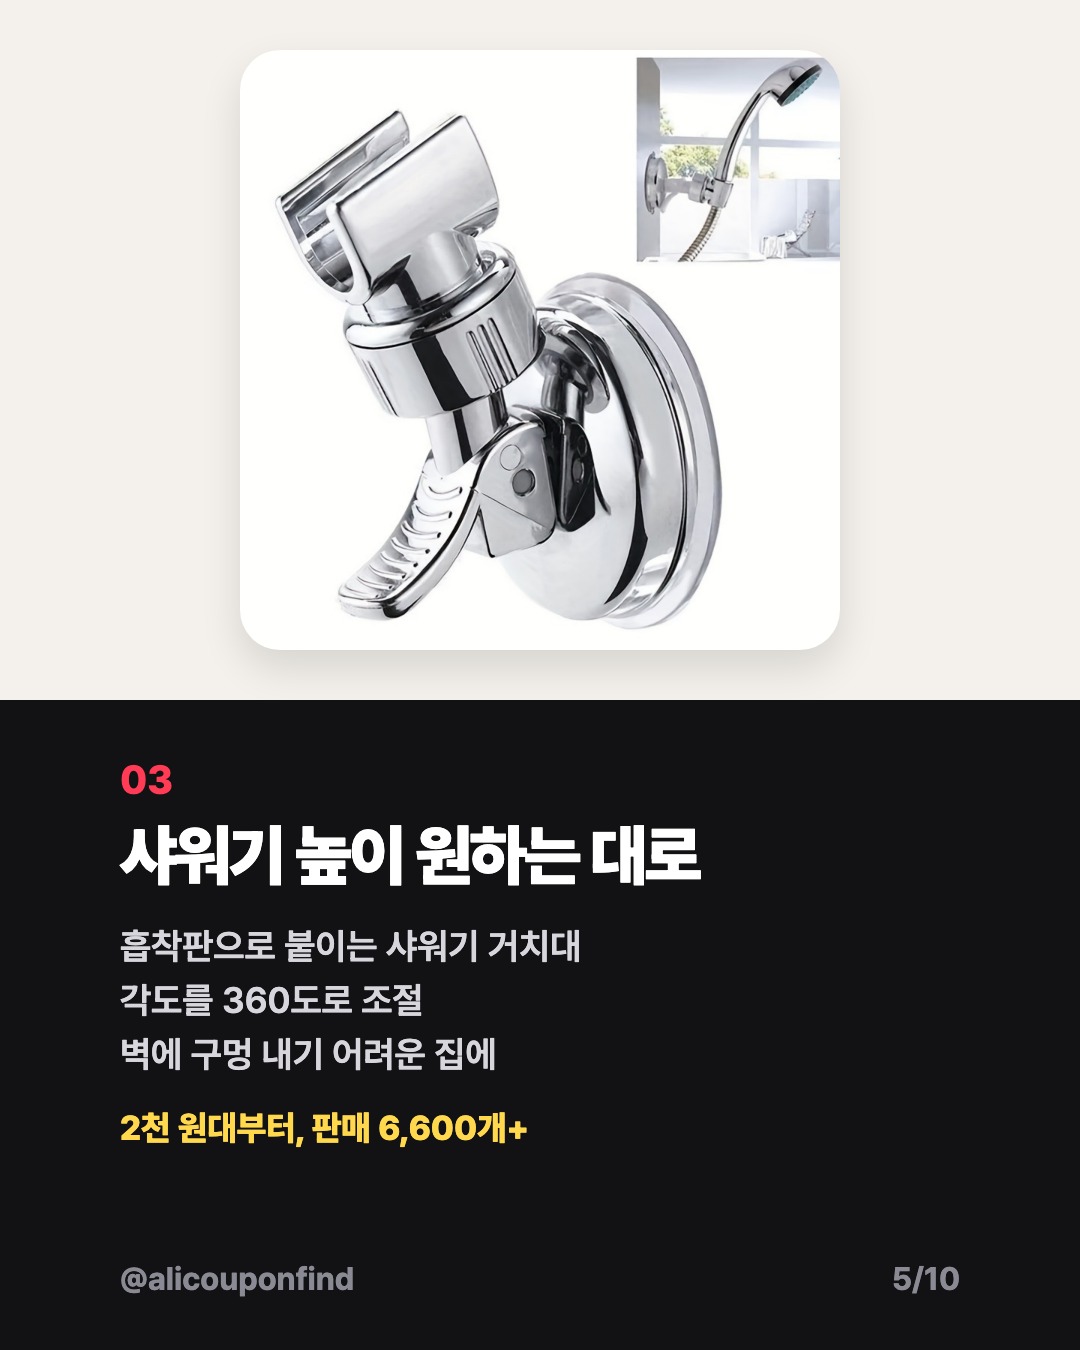 03
샤워기 높이 원하는 대로
흡착판으로 붙이는 샤워기 거치대
각도를 360도로 조절
벽에 구멍 내기 어려운 집에
2천 원대부터, 판매 6,600개+
@alicouponfind
5/10